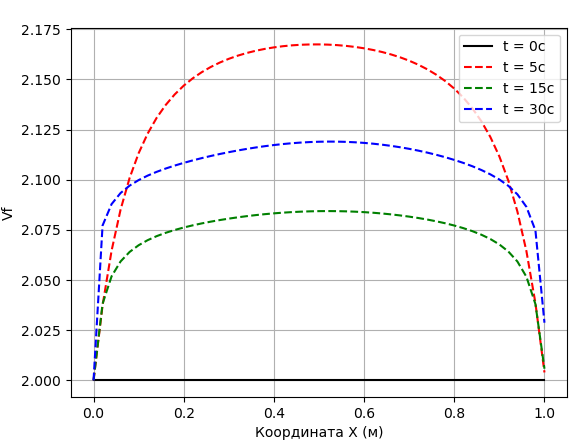 2.175
2.150
2.125
2.100
2.075
2.050
2.025
2.000
Vf
t = 0c
t = 5c
t = 15c
t = 30c
0.0 0.2 0.4 0.6 0.8 1.0
Координата X (м)